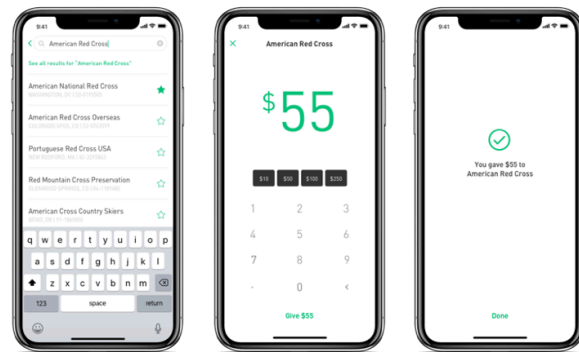 9:41
American Red Cross
See all results for "American Red Cross"
American National Red Cross
American Red Cross Overseas
Portuguese Red Cross USA
Red Mountain Cross Preservation
American Cross Country Skiers
q w e r t y u i o p
a s d f g h j k l
z x c v b n m
123 space return
9:41
American Red Cross
$55
$10 $50 $100 $250
1 2 3
4 5 6
7 8 9
. 0 <
Give $55
9:41
You gave $55 to
American Red Cross
Done